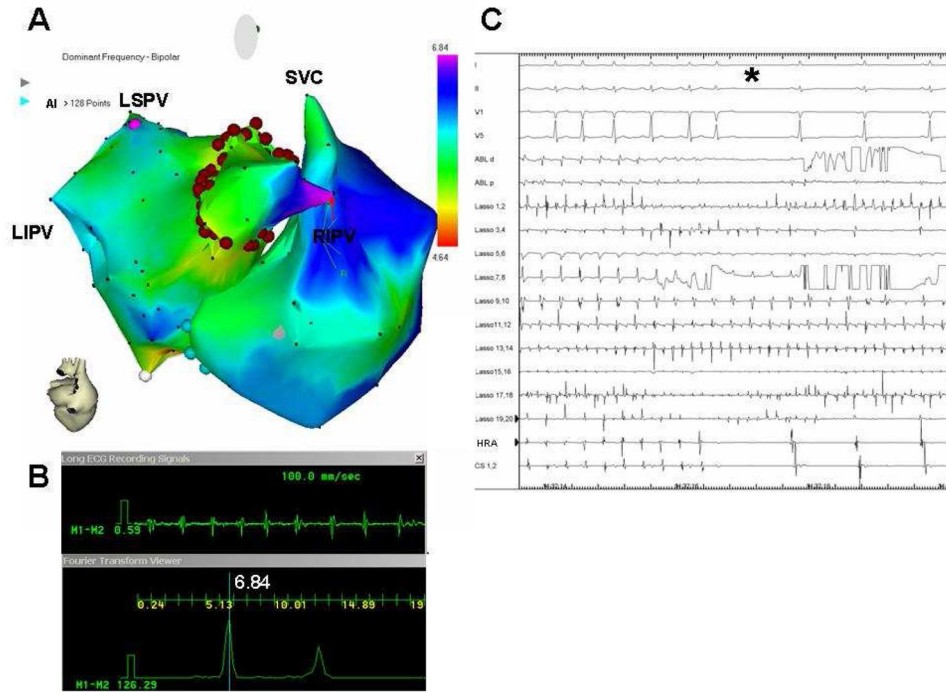 A
Dominant Frequency - Bipolar
AI > 128 Points
LSPV
SVC
LIPV
RIPV
6.84
4.64
B
Long ECG Recording Signals
100.0 mm/sec
M1-M2 0.59
Fourier Transform Viewer
6.84
0.24 5.13 10.01 14.89 19
M1-M2 126.29
C
*
I
II
V1
V5
ABL d
ABL p
Lasso 1,2
Lasso 3,4
Lasso 5,6
Lasso 7,8
Lasso 9,10
Lasso11,12
Lasso 13,14
Lasso 15,16
Lasso 17,18
Lasso 19,20
HRA
CS 1,2